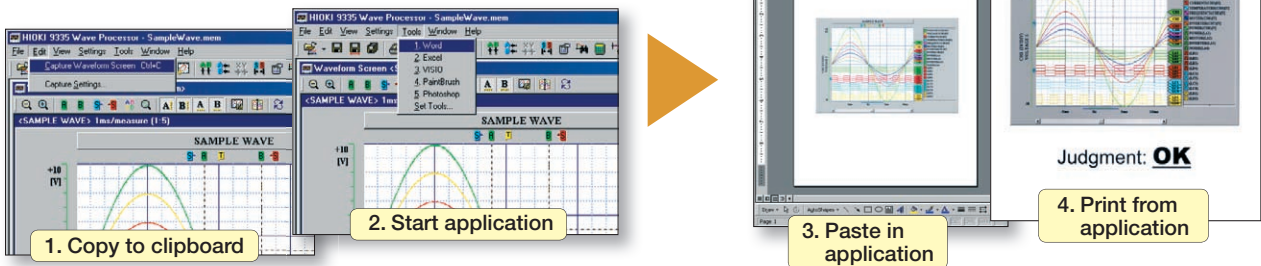 HIOKI 9335 Wave Processor - SampleWave.mem
File Edit View Settings Tools Window Help
Capture Waveform Screen Ctrl+C
Capture Settings...
A B A B
<SAMPLE WAVE> 1ms/measure (1:5)
SAMPLE WAVE
+10
[V]
1. Copy to clipboard
HIOKI 9335 Wave Processor - SampleWave.mem
File Edit View Settings Tools Window Help
1. Word
2. Excel
3. VISIO
4. PaintBrush
5. Photoshop
Set Tools...
Waveform Screen
A B
<SAMPLE WAVE> 1ms
SAMPLE WAVE
+10
[V]
2. Start application
Draw AutoShapes
Page 1
3. Paste in
application
Judgment: OK
4. Print from
application